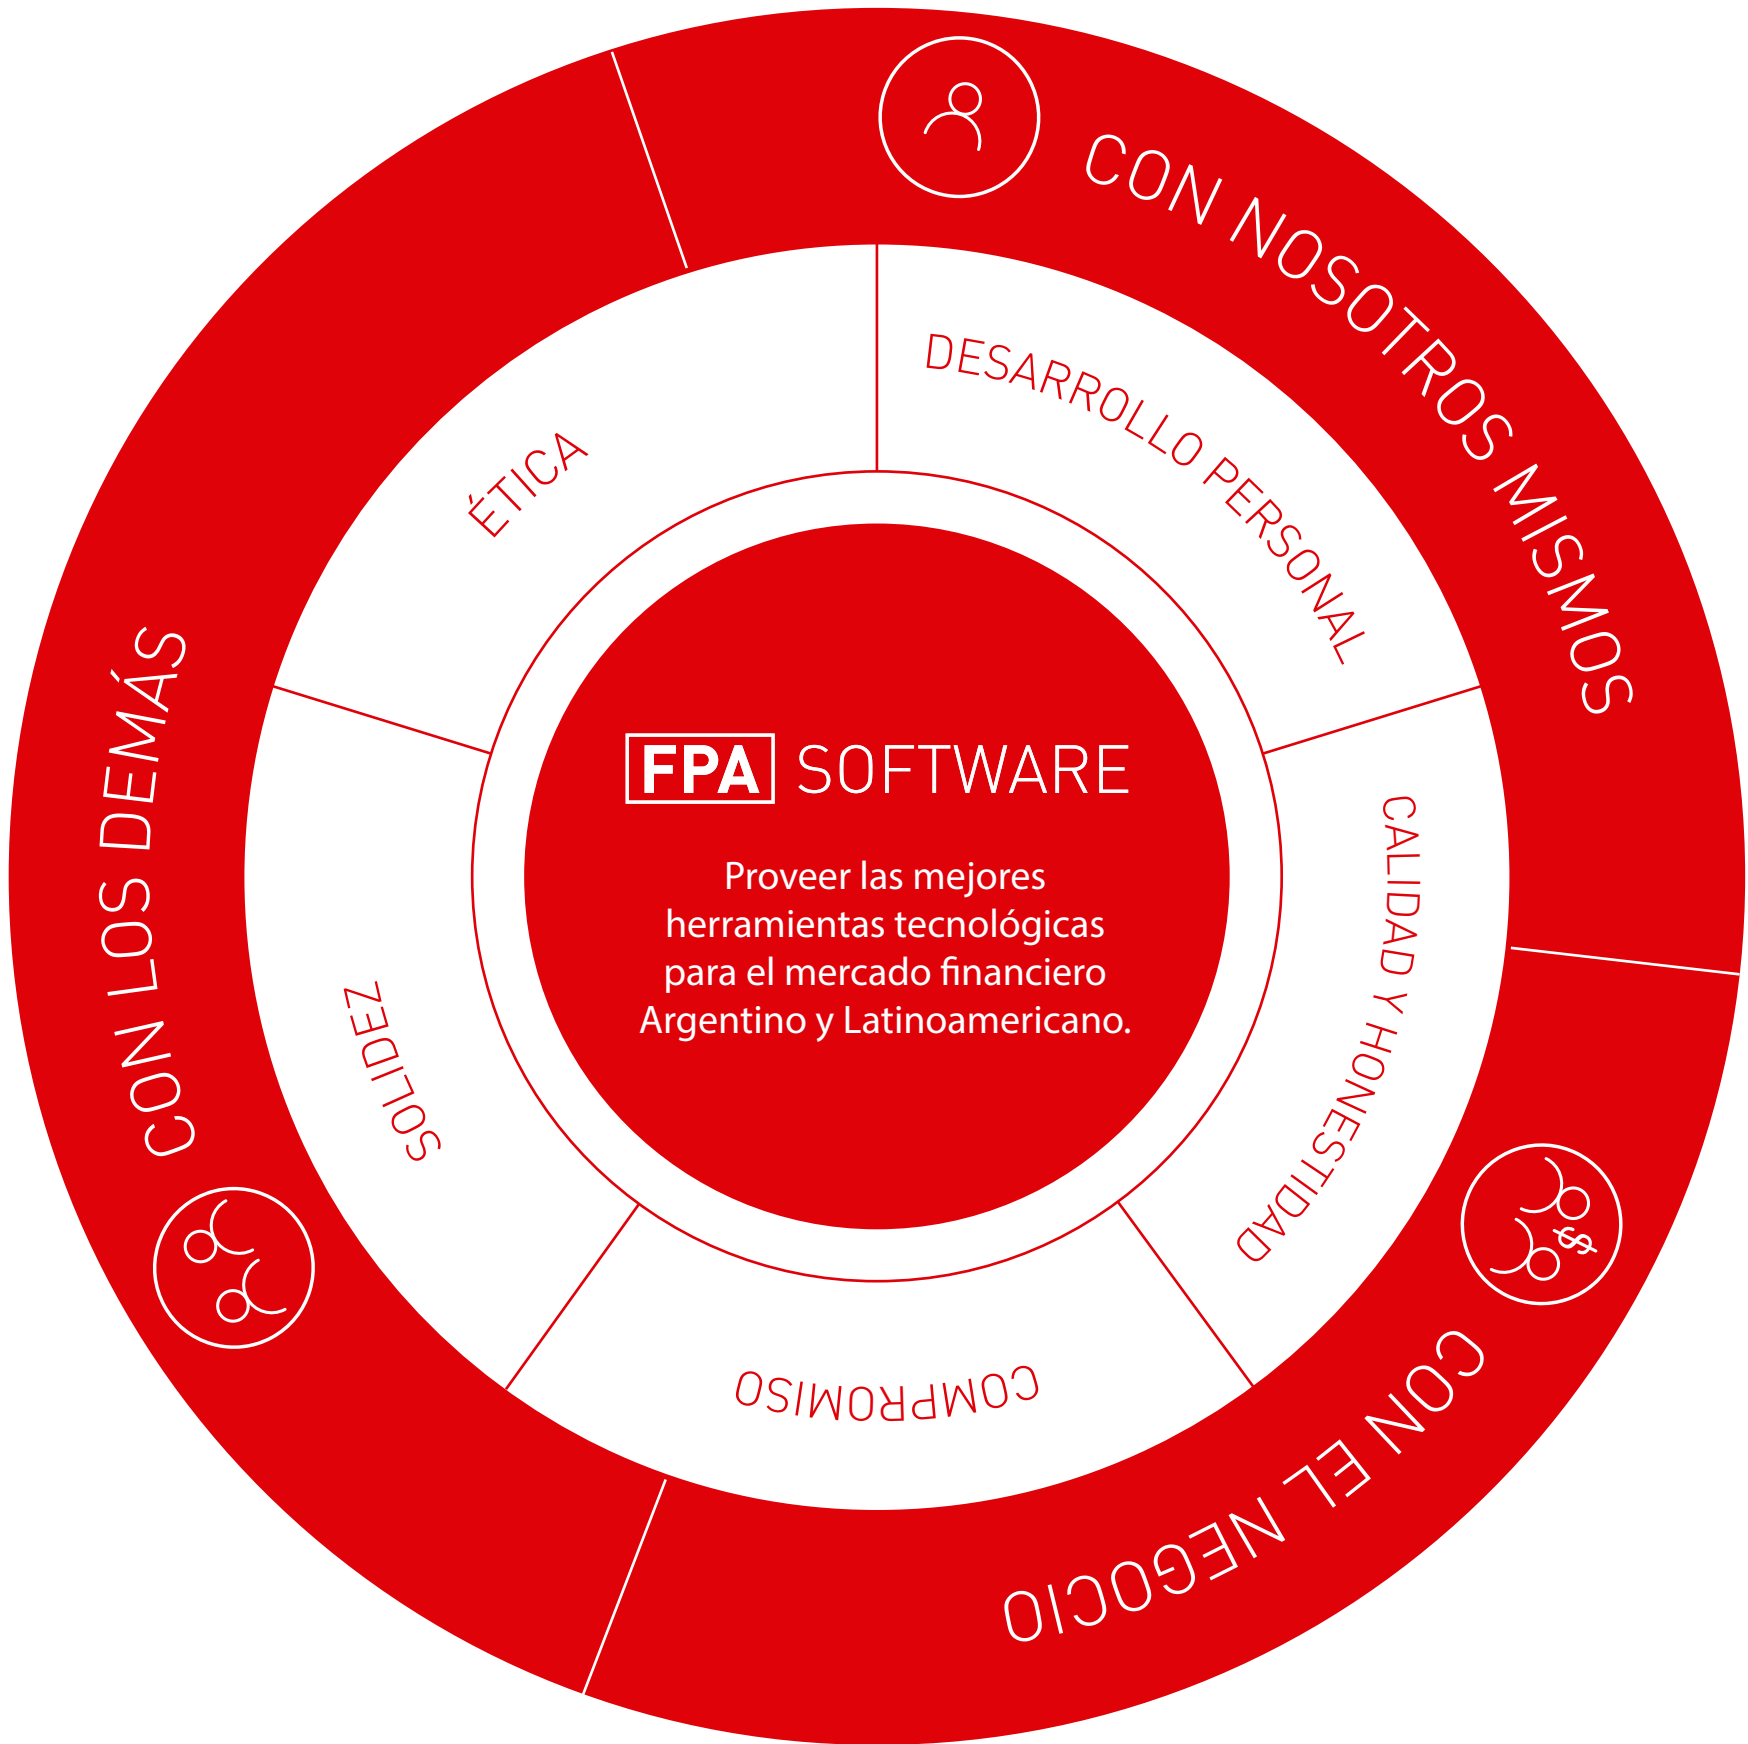 CON NOSOTROS MISMOS
CON EL NEGOCIO
CON LOS DEMÁS
DESARROLLO PERSONAL
CALIDAD Y HONESTIDAD
COMPROMISO
SOLIDEZ
ÉTICA
FPA SOFTWARE
Proveer las mejores
herramientas tecnológicas
para el mercado financiero
Argentino y Latinoamericano.
$